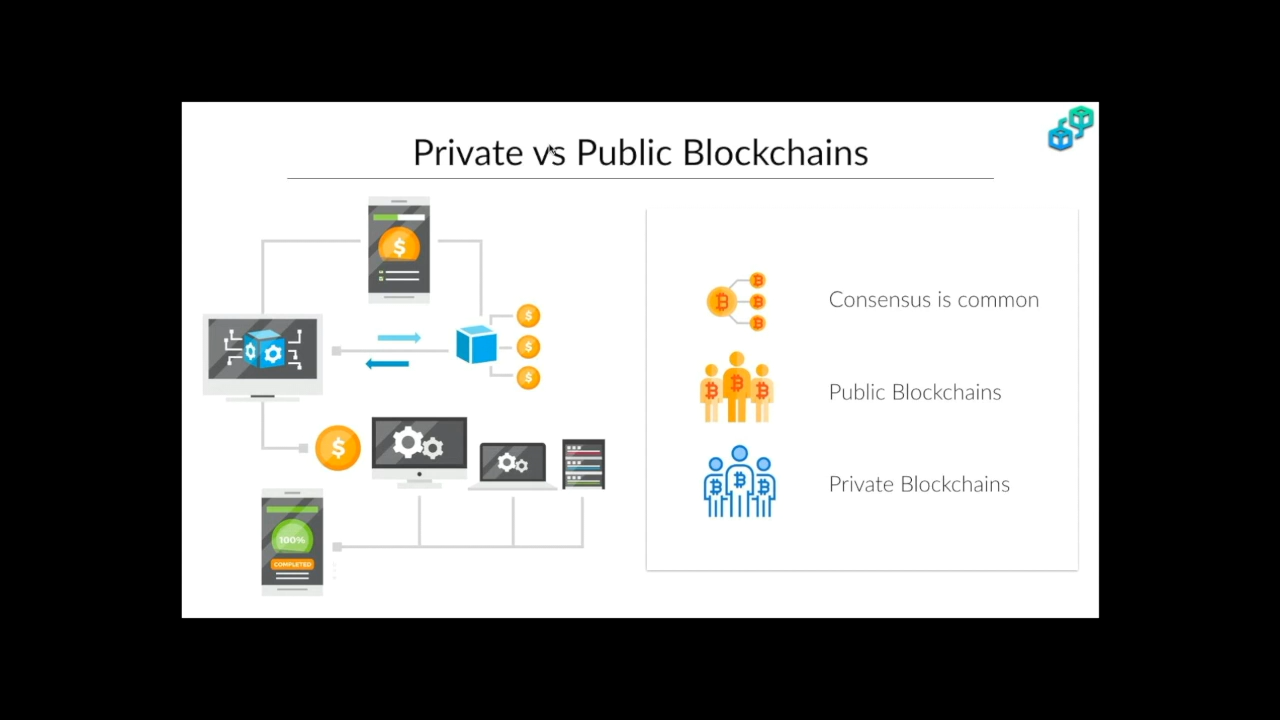 Private vs Public Blockchains
$
$
$
$
$
100%
COMPLETED
Consensus is common
Public Blockchains
Private Blockchains